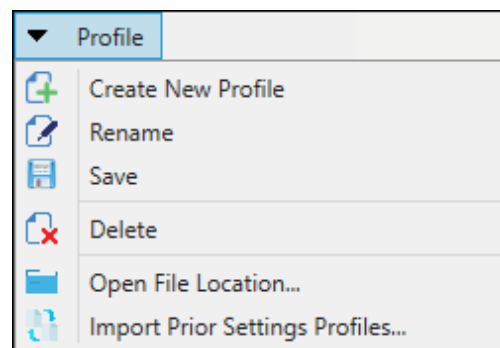 Profile
Create New Profile
Rename
Save
Delete
Open File Location...
Import Prior Settings Profiles...